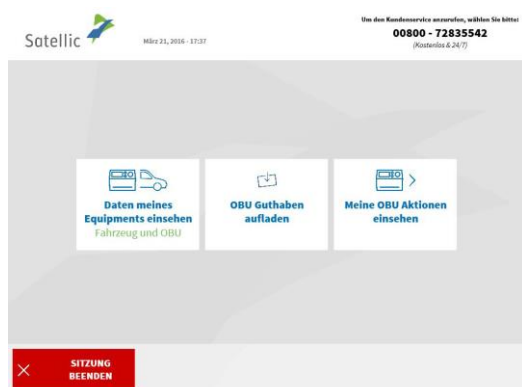 Um den Kundenservice anzurufen, wählen Sie bitte:
00800 - 72835542
(Kostenlos & 24/7)
Satellic
März 21, 2016 - 17:37
Daten meines
Equipments einsehen
Fahrzeug und OBU
OBU Guthaben
aufladen
Meine OBU Aktionen
einsehen
SITZUNG
BEENDEN